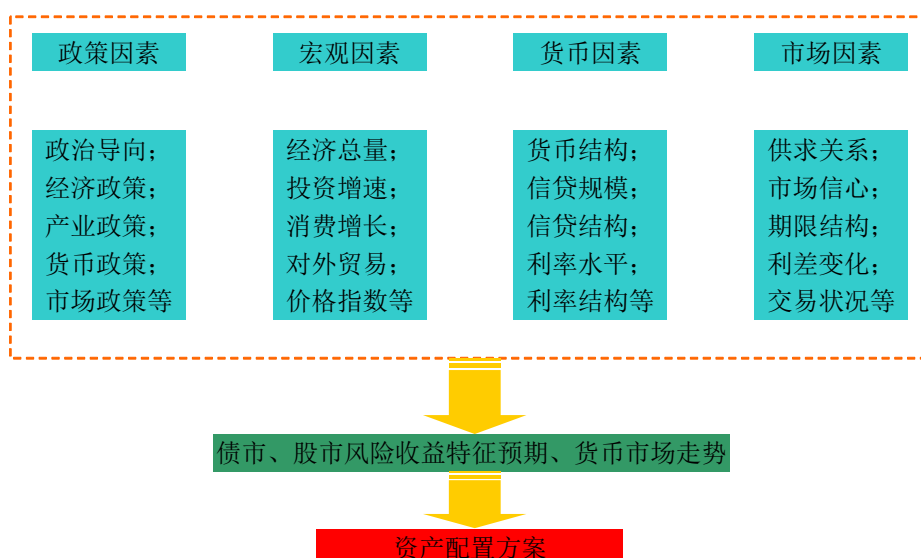 政策因素
宏观因素
货币因素
市场因素
政治导向；
经济政策；
产业政策；
货币政策；
市场政策等
经济总量；
投资增速；
消费增长；
对外贸易；
价格指数等
货币结构；
信贷规模；
信贷结构；
利率水平；
利率结构等
供求关系；
市场信心；
期限结构；
利差变化；
交易状况等
债市、股市风险收益特征预期、货币市场走势
资产配置方案